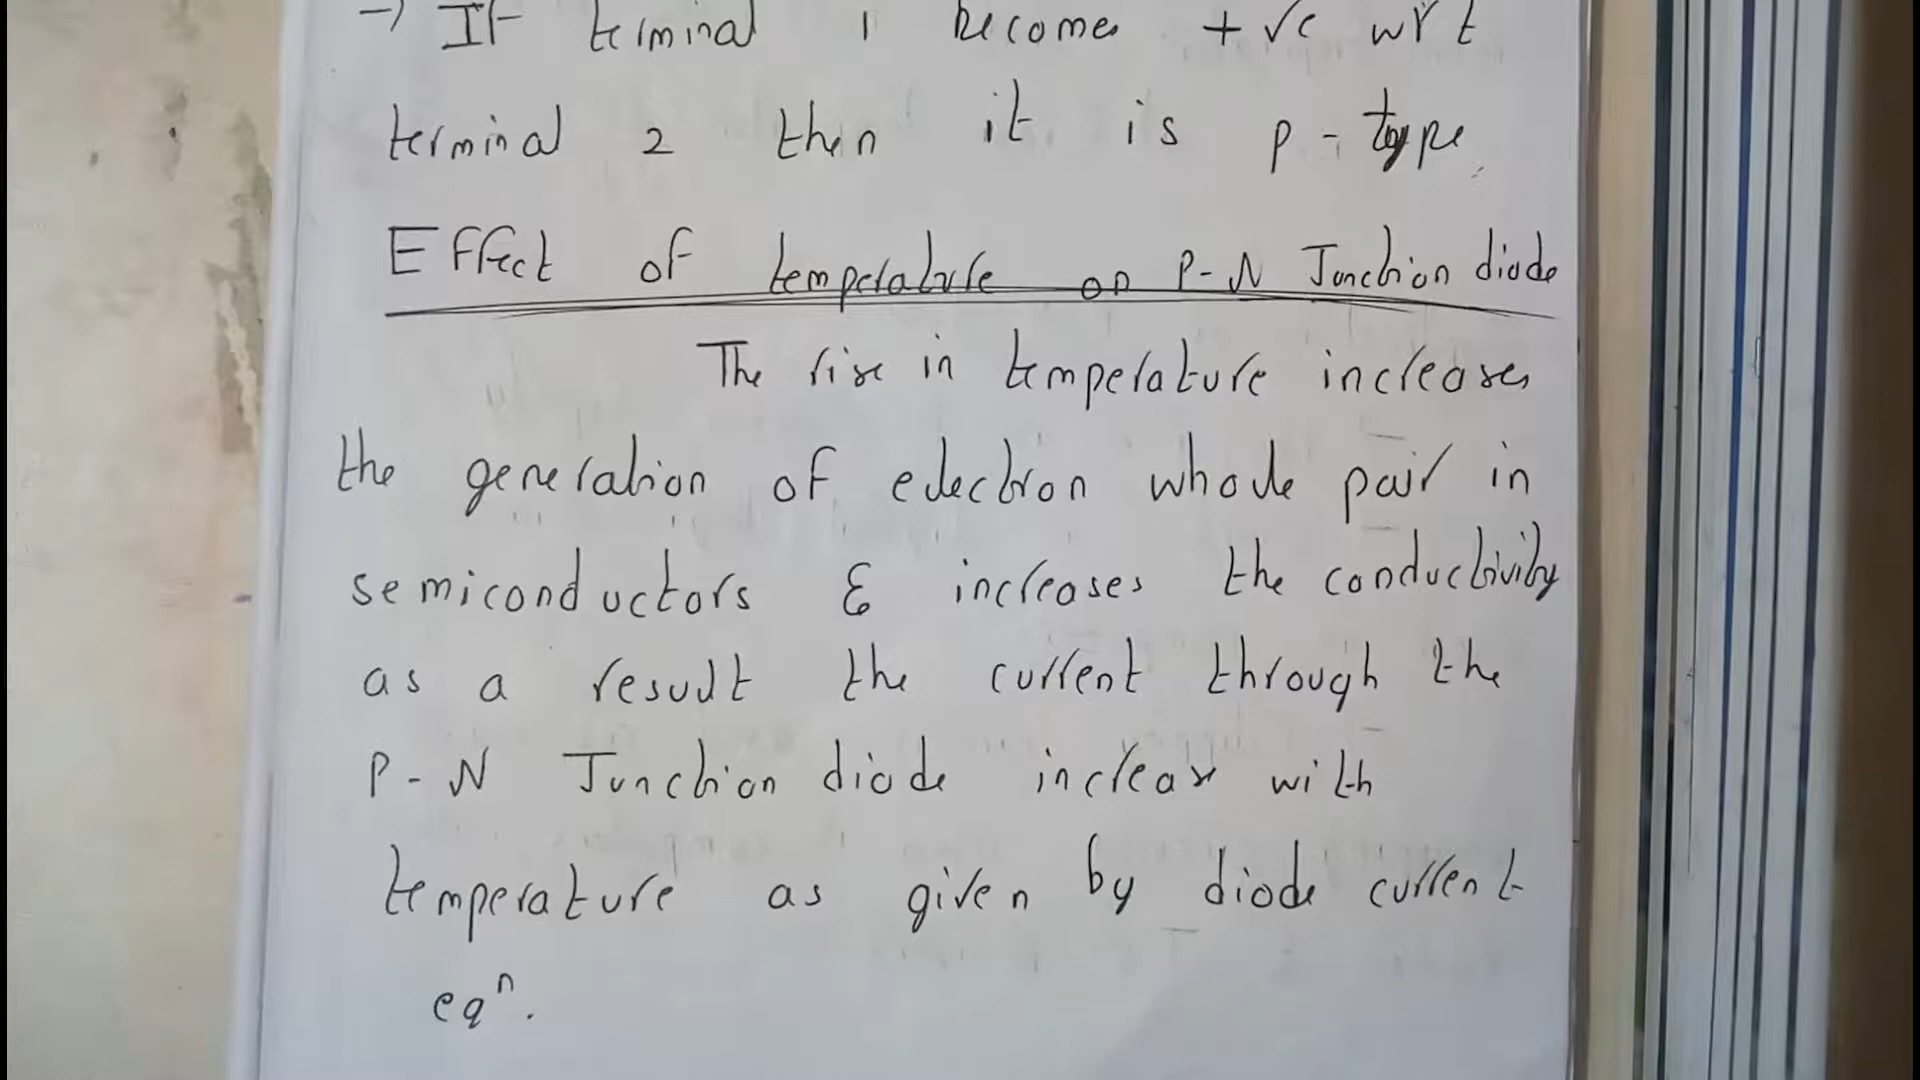 → If terminal 1 become +ve wrt
terminal 2 then it is p-type
Effect of temperature on P-N Junction diode
The rise in temperature increases
the generation of electron whole pair in
semiconductors & increases the conductivity
as a result the current through the
P-N Junction diode increase with
temperature as given by diode current
eqⁿ.